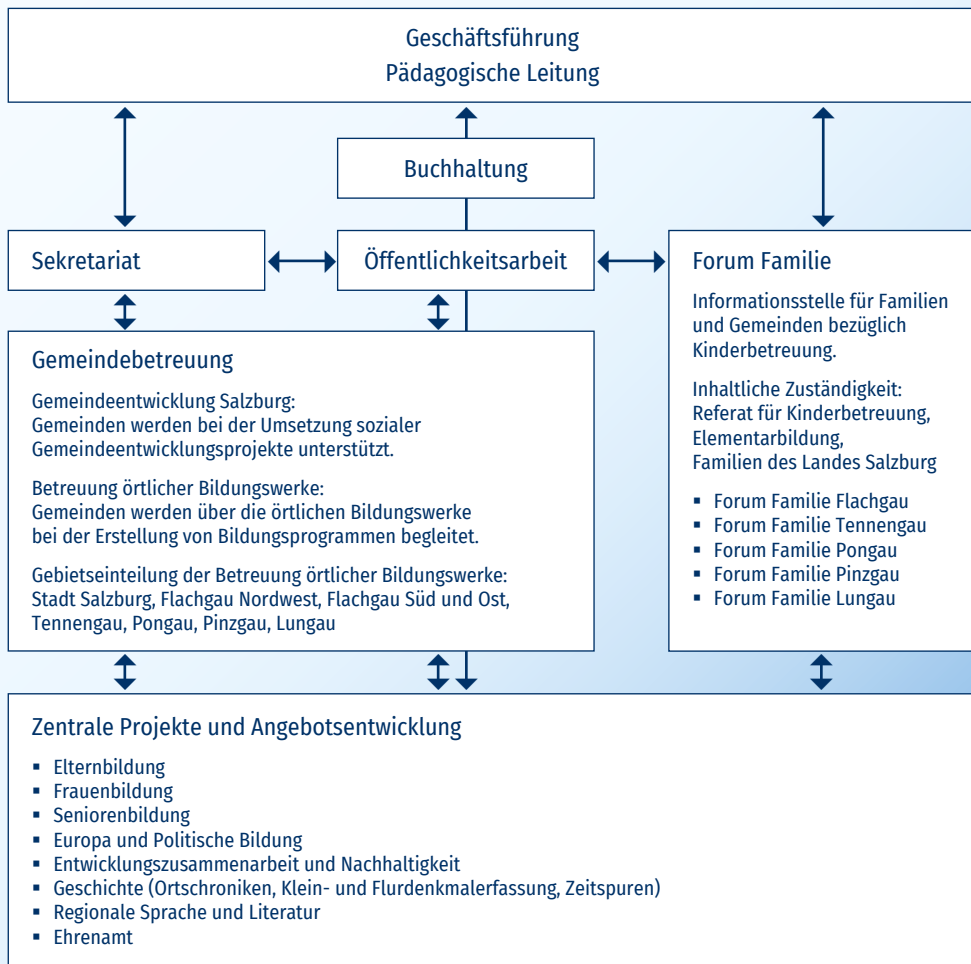 Geschäftsführung
Pädagogische Leitung
Buchhaltung
Sekretariat
Öffentlichkeitsarbeit
Forum Familie
Informationsstelle für Familien
und Gemeinden bezüglich
Kinderbetreuung.
Inhaltliche Zuständigkeit:
Referat für Kinderbetreuung,
Elementarbildung,
Familien des Landes Salzburg
▪ Forum Familie Flachgau
▪ Forum Familie Tennengau
▪ Forum Familie Pongau
▪ Forum Familie Pinzgau
▪ Forum Familie Lungau
Gemeindebetreuung
Gemeindeentwicklung Salzburg:
Gemeinden werden bei der Umsetzung sozialer
Gemeindeentwicklungsprojekte unterstützt.
Betreuung örtlicher Bildungswerke:
Gemeinden werden über die örtlichen Bildungswerke
bei der Erstellung von Bildungsprogrammen begleitet.
Gebietseinteilung der Betreuung örtlicher Bildungswerke:
Stadt Salzburg, Flachgau Nordwest, Flachgau Süd und Ost,
Tennengau, Pongau, Pinzgau, Lungau
Zentrale Projekte und Angebotsentwicklung
▪ Elternbildung
▪ Frauenbildung
▪ Seniorenbildung
▪ Europa und Politische Bildung
▪ Entwicklungszusammenarbeit und Nachhaltigkeit
▪ Geschichte (Ortschroniken, Klein- und Flurdenkmalerfassung, Zeitspuren)
▪ Regionale Sprache und Literatur
▪ Ehrenamt